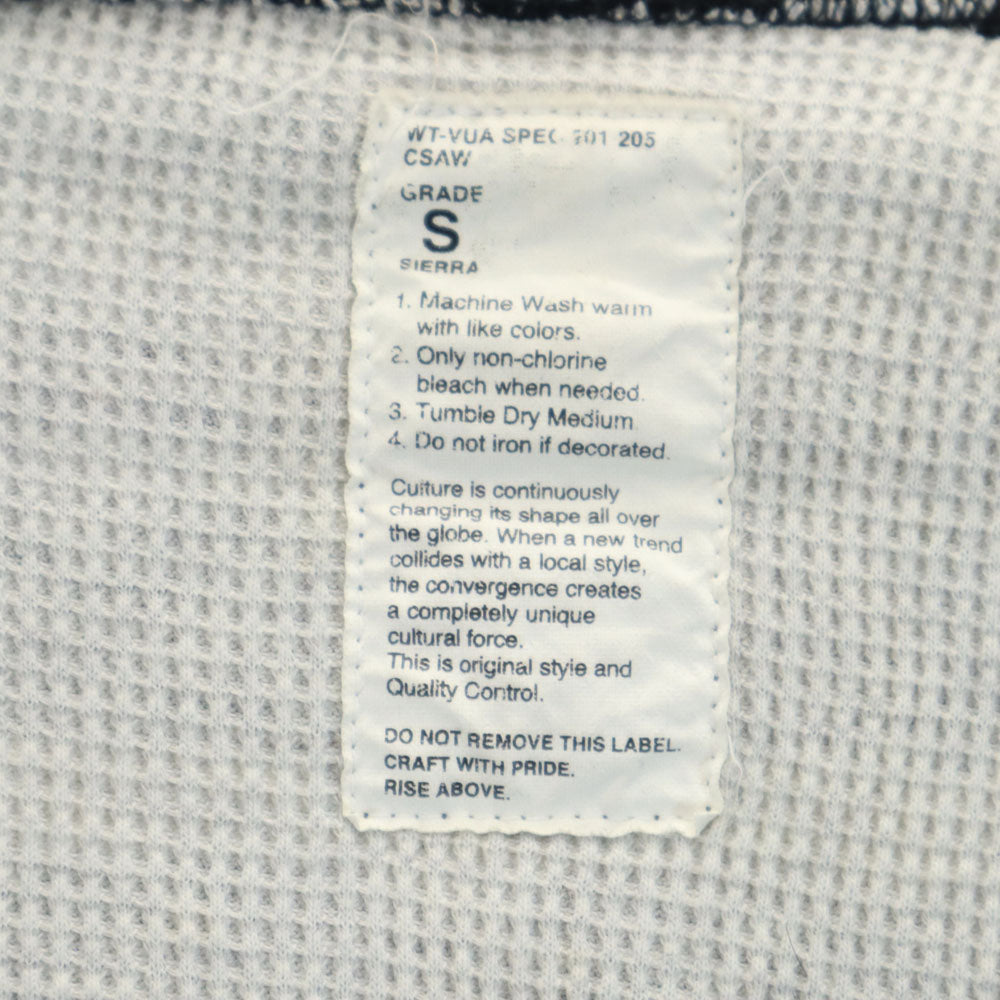 WT-VUA SPEC 205
CSAW
GRADE
S
SIERRA
1. Machine Wash warm
with like colors.
2. Only non-chlorine
bleach when needed.
3. Tumble Dry Medium
4. Do not iron if decorated.
Culture is continuously
changing its shape all over
the globe. When a new trend
collides with a local style,
the convergence creates
a completely unique
cultural force.
This is original style and
Quality Control.
DO NOT REMOVE THIS LABEL.
CRAFT WITH PRIDE.
RISE ABOVE.